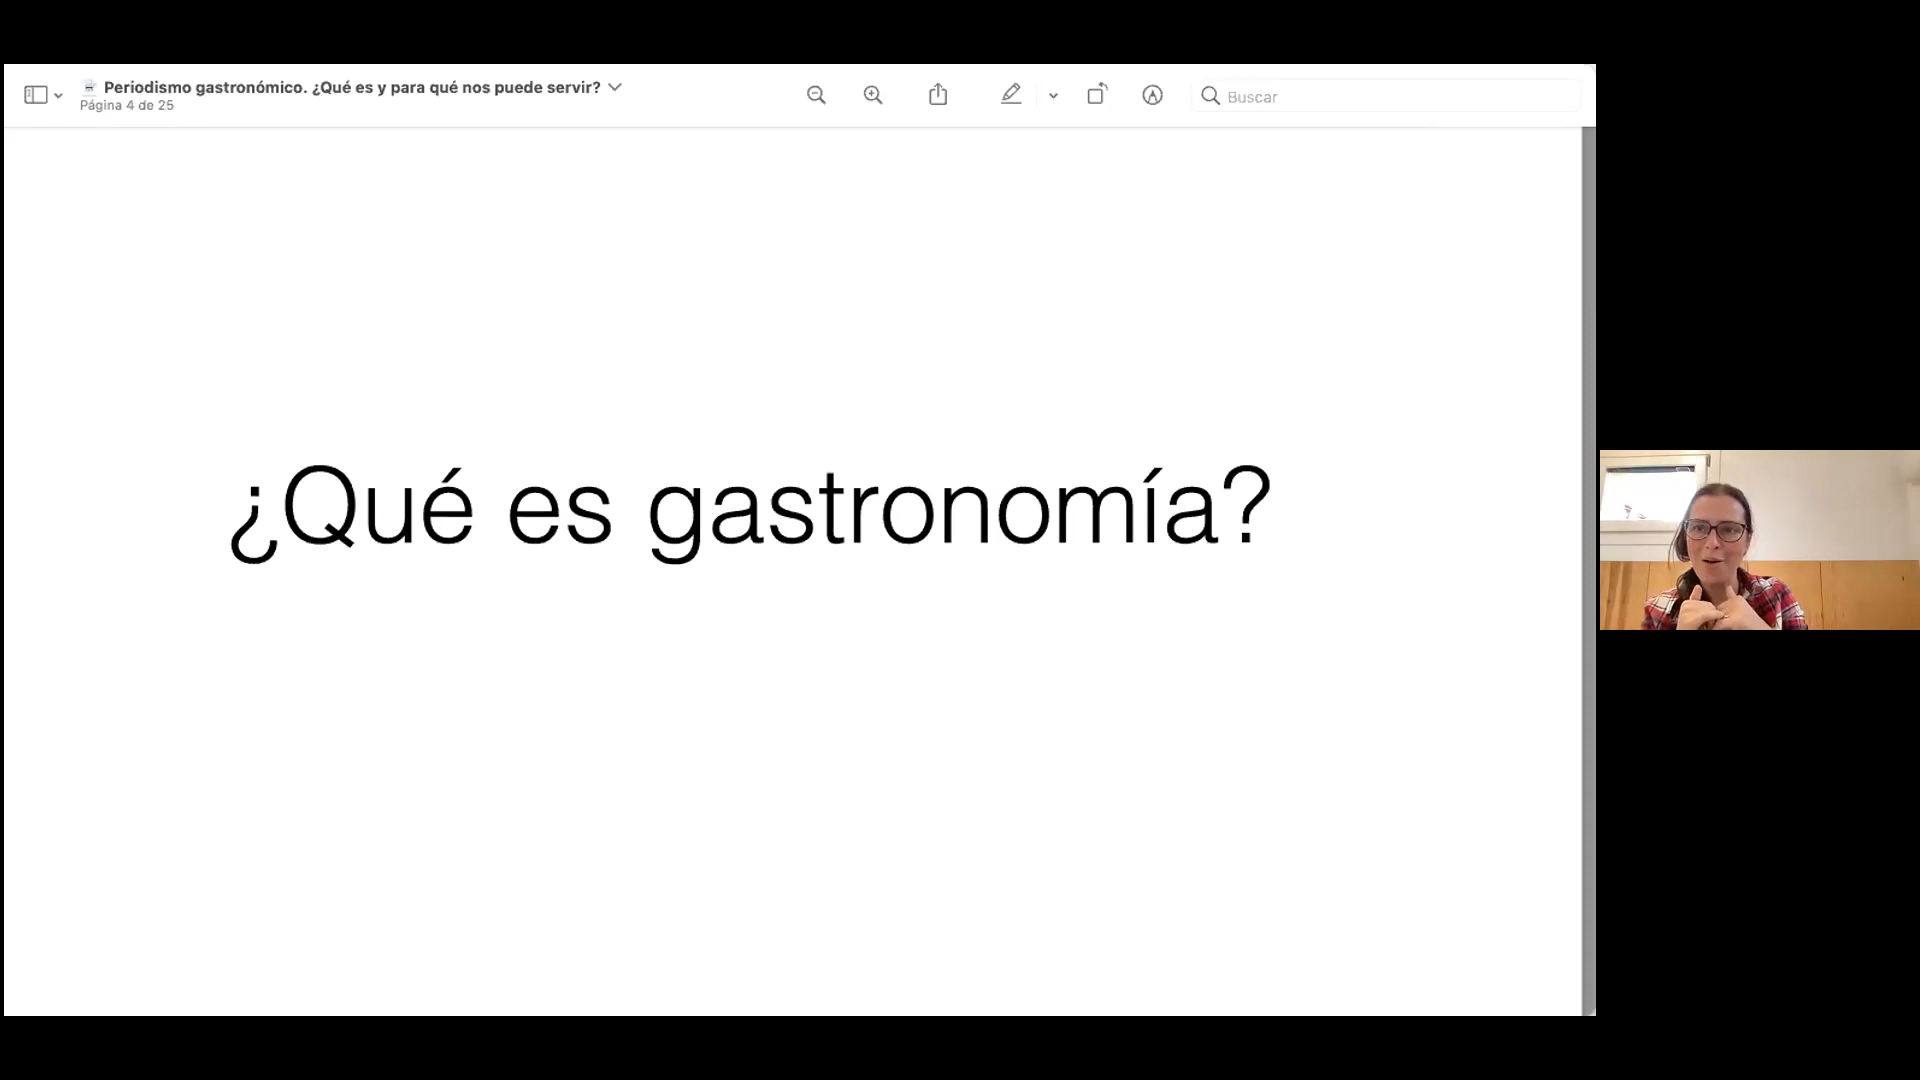 Periodismo gastronómico. ¿Qué es y para qué nos puede servir?
Página 4 de 25
Buscar
¿Qué es gastronomía?